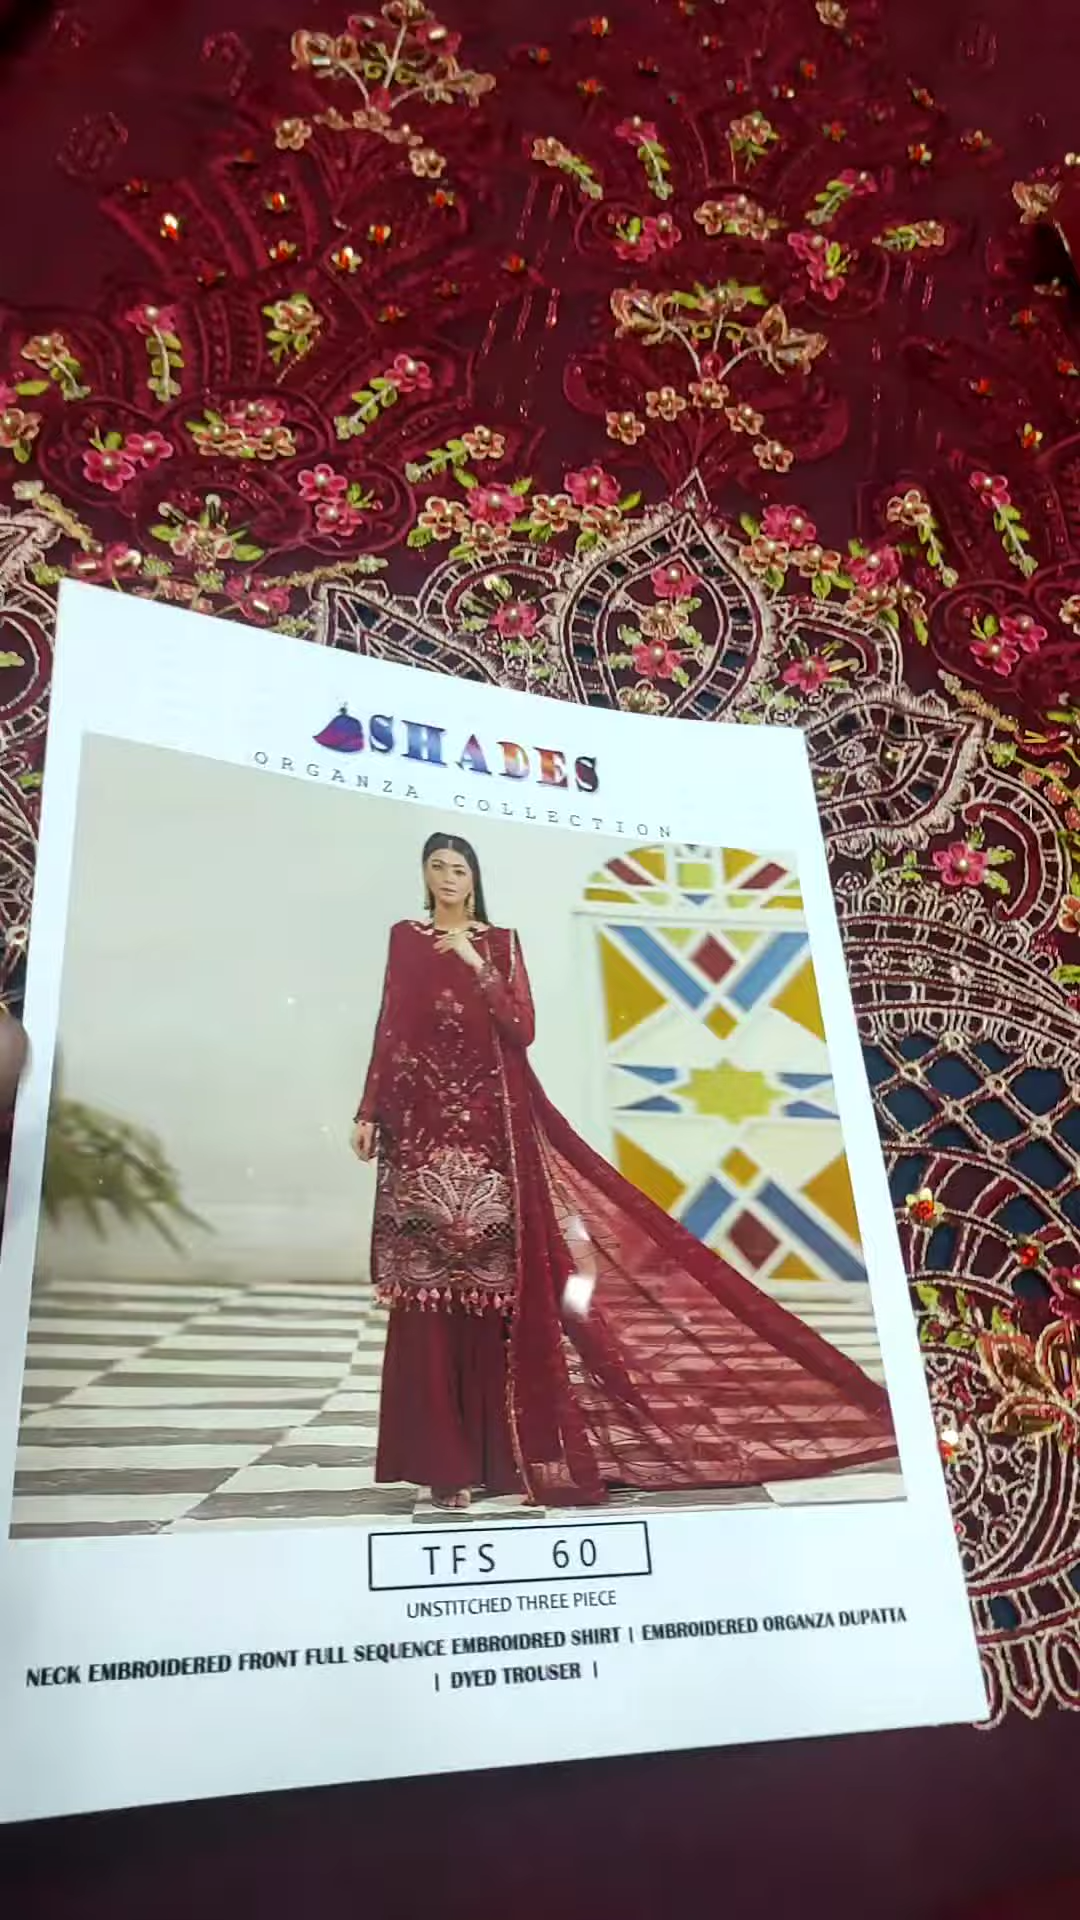 SHADES
ORGANZA COLLECTION
TFS 60
UNSTITCHED THREE PIECE
NECK EMBROIDERED FRONT FULL SEQUENCE EMBROIDRED SHIRT | EMBROIDERED ORGANZA DUPATTA
| DYED TROUSER |